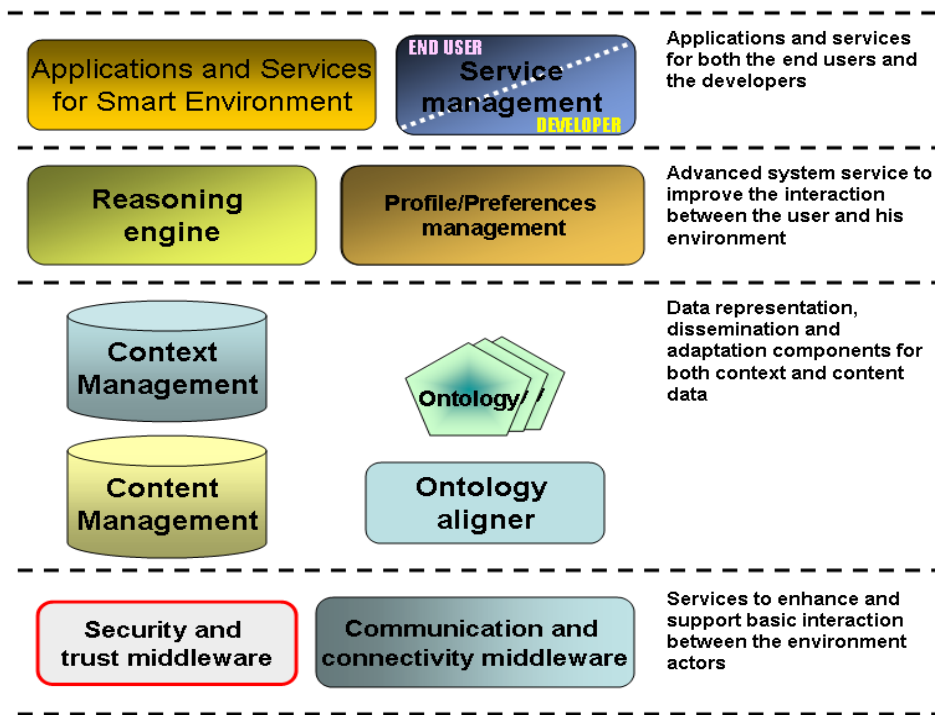 Applications and Services
for Smart Environment
END USER
Service
management
DEVELOPER
Applications and services
for both the end users and
the developers
Reasoning
engine
Profile/Preferences
management
Advanced system service to
improve the interaction
between the user and his
environment
Context
Management
Ontology
Content
Management
Ontology
aligner
Data representation,
dissemination and
adaptation components for
both context and content
data
Security and
trust middleware
Communication and
connectivity middleware
Services to enhance and
support basic interaction
between the environment
actors